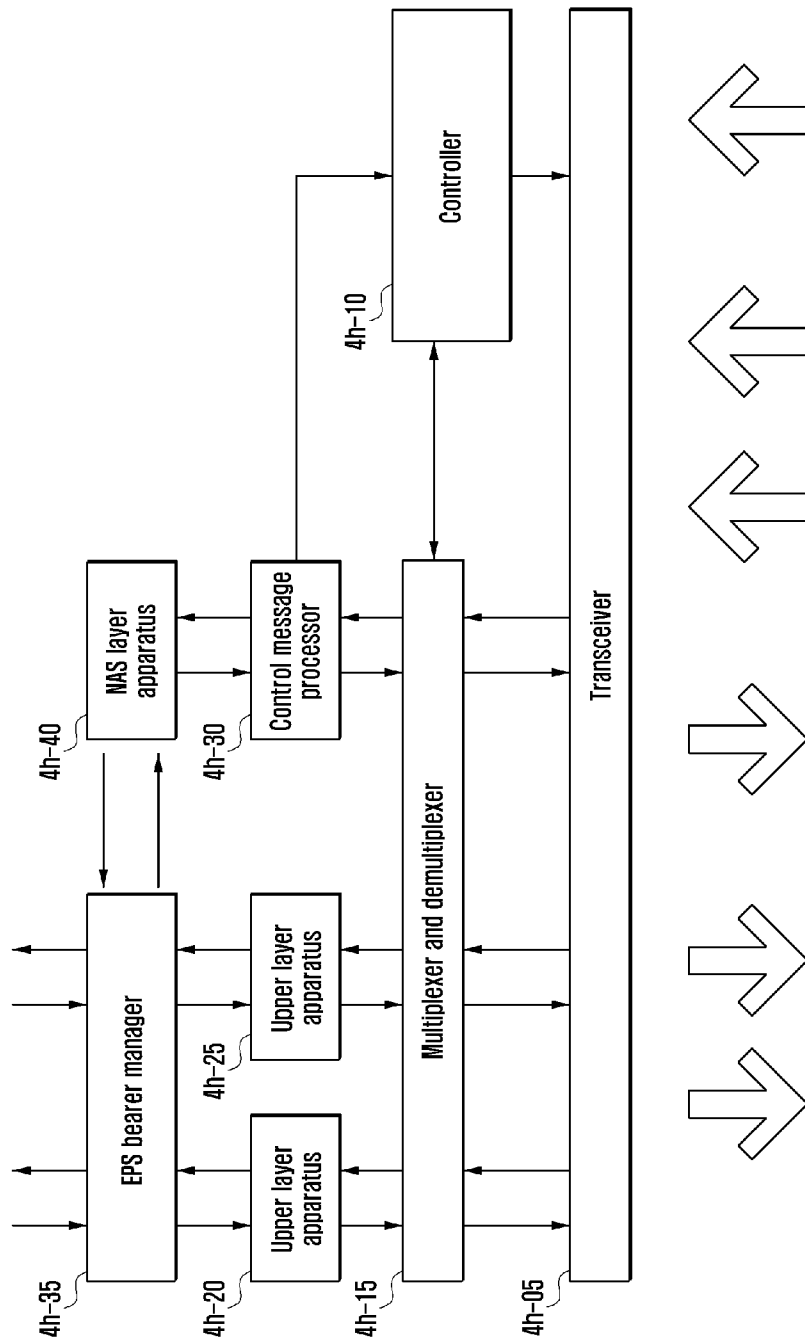 4h-35
EPS bearer manager
4h-40
NAS layer
apparatus
4h-20
Upper layer
apparatus
4h-25
Upper layer
apparatus
4h-30
Control message
processor
4h-15
Multiplexer and demultiplexer
4h-10
Controller
4h-05
Transceiver